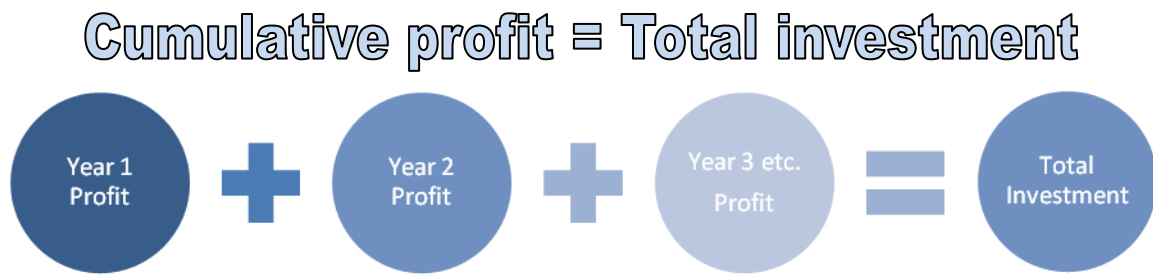 Cumulative profit = Total investment
Year 1
Profit
Year 2
Profit
Year 3 etc.
Profit
Total
Investment